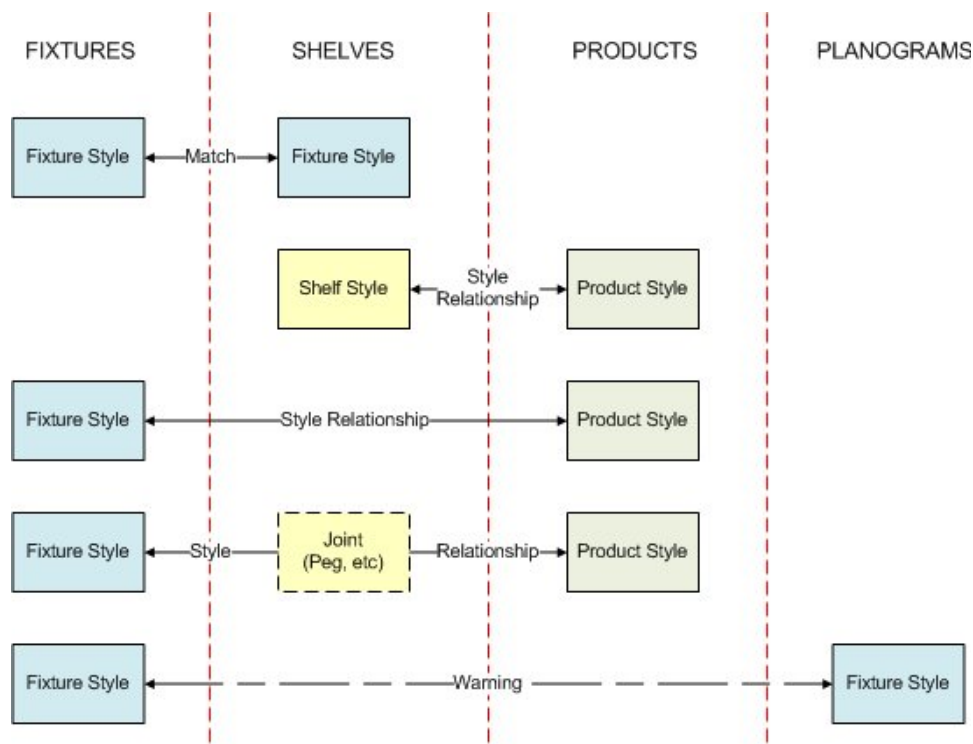 FIXTURES
SHELVES
PRODUCTS
PLANOGRAMS
Fixture Style
Match
Fixture Style
Shelf Style
Style
Relationship
Product Style
Fixture Style
Style Relationship
Product Style
Fixture Style
Style
Joint
(Peg, etc)
Relationship
Product Style
Fixture Style
Warning
Fixture Style